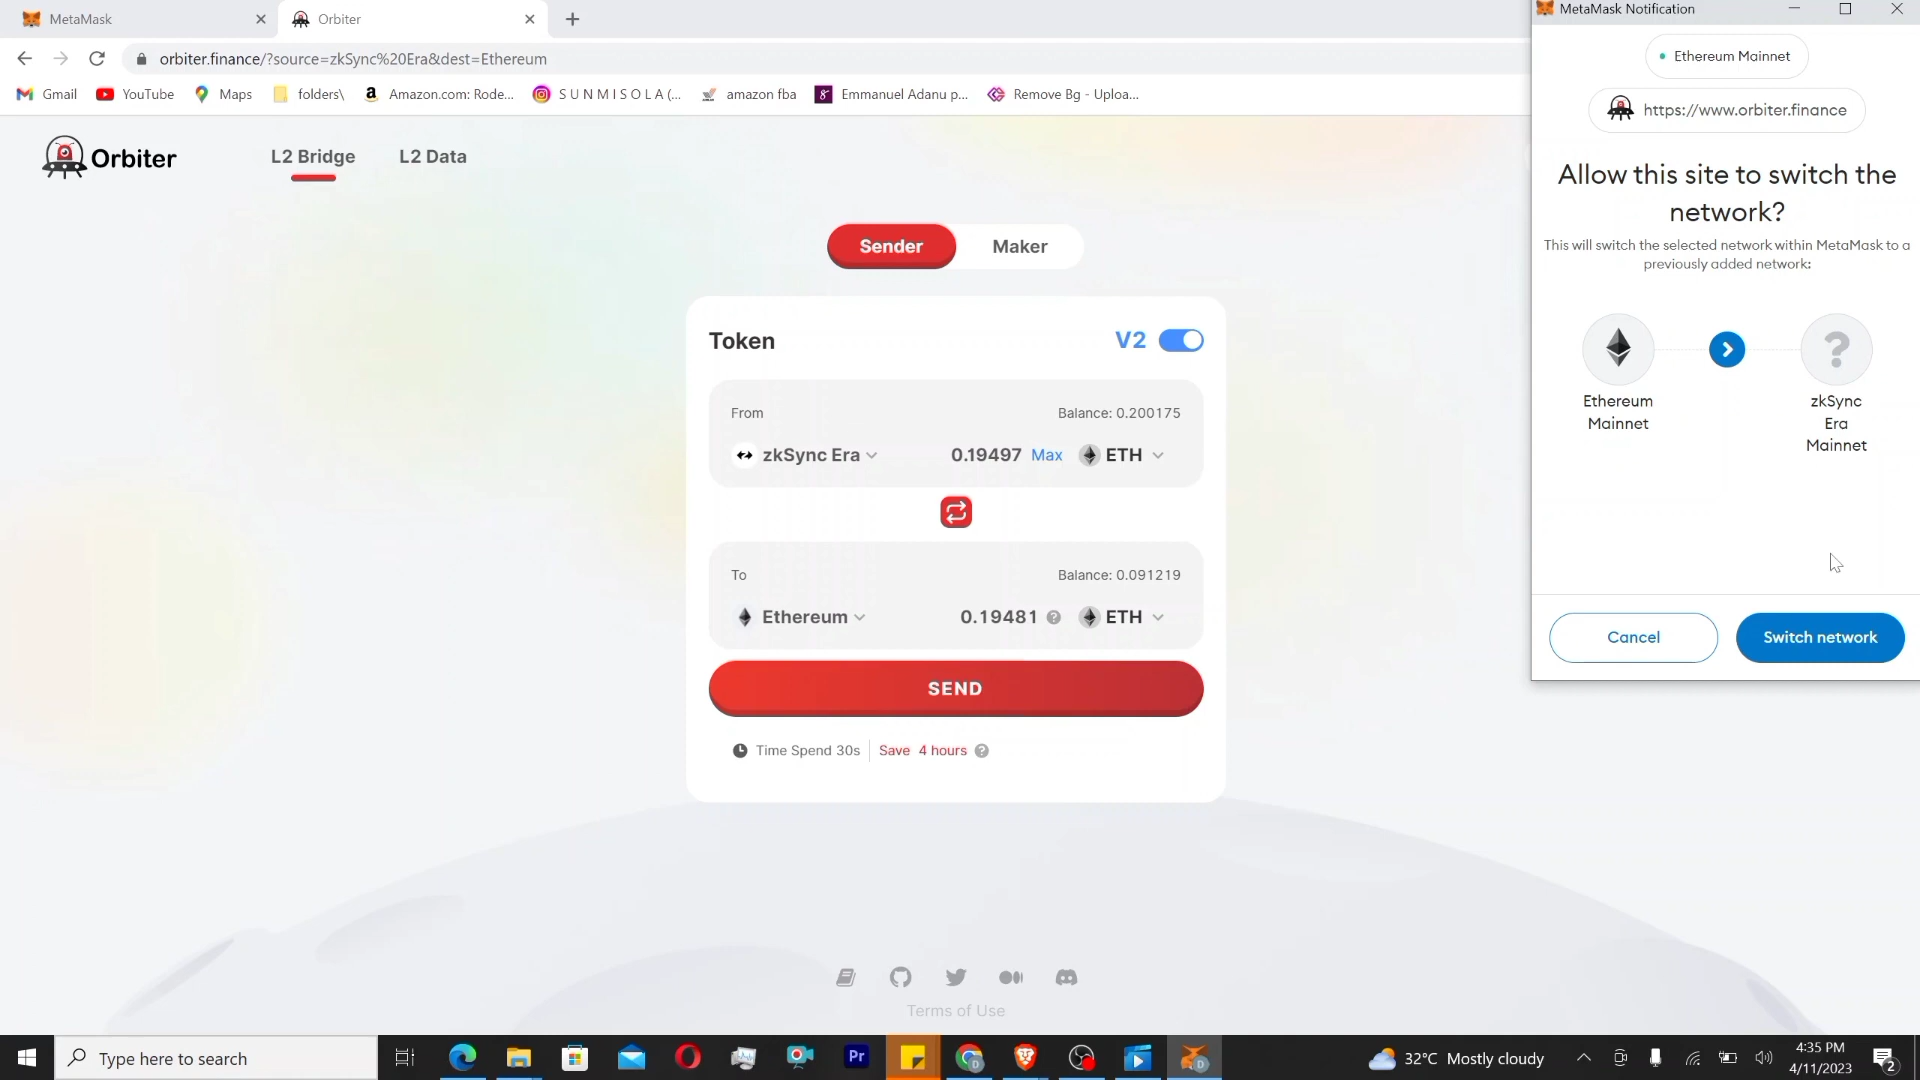 MetaMask
Orbiter
MetaMask Notification
orbiter.finance/?source=zkSync%20Era&dest=Ethereum
Gmail
YouTube
Maps
folders\
Amazon.com: Rode...
S U N M I S O L A (...
amazon fba
Emmanuel Adanu p...
Remove Bg - Uploa...
Orbiter
L2 Bridge
L2 Data
Sender
Maker
Token
V2
From
Balance: 0.200175
zkSync Era
0.19497
Max
ETH
To
Balance: 0.091219
Ethereum
0.19481
?
ETH
SEND
Time Spend 30s
Save 4 hours
?
Terms of Use
Ethereum Mainnet
https://www.orbiter.finance
Allow this site to switch the
network?
This will switch the selected network within MetaMask to a
previously added network:
?
Ethereum
Mainnet
zkSync
Era
Mainnet
Cancel
Switch network
Type here to search
Pr
D
D
32°C Mostly cloudy
4:35 PM
4/11/2023
2